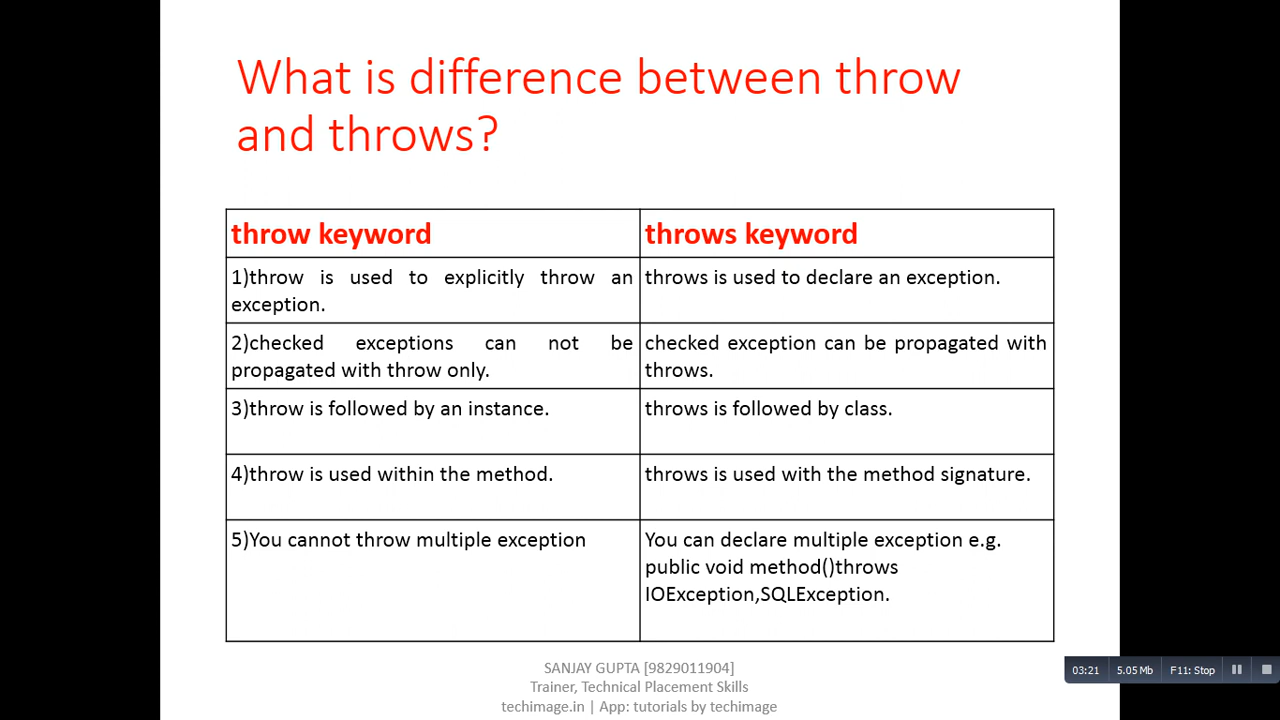 What is difference between throw
and throws?
throw keyword
throws keyword
1)throw is used to explicitly throw an
exception.
throws is used to declare an exception.
2)checked exceptions can not be
propagated with throw only.
checked exception can be propagated with
throws.
3)throw is followed by an instance.
throws is followed by class.
4)throw is used within the method.
throws is used with the method signature.
5)You cannot throw multiple exception
You can declare multiple exception e.g.
public void method()throws
IOException,SQLException.
SANJAY GUPTA [9829011904]
Trainer, Technical Placement Skills
techimage.in | App: tutorials by techimage
03:21 5.05 Mb F11: Stop